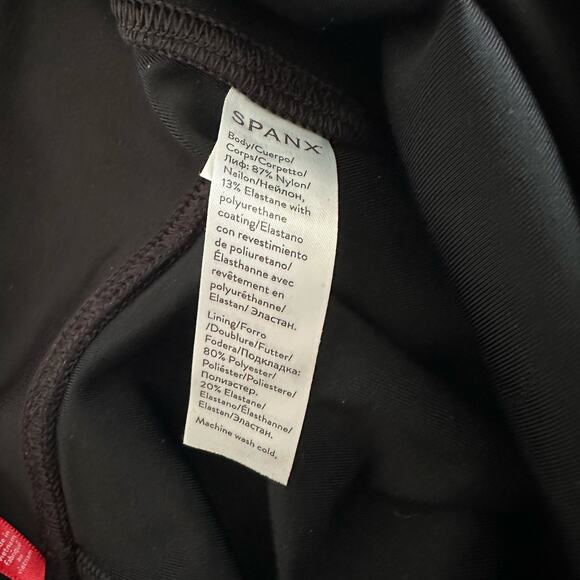 SPANX
Body/Cuerpo/
Corps/Corpetto/
Лиф: 87% Nylon/
Nailon/Нейлон,
13% Elastane with
polyurethane
coating/Elastano
con revestimiento
de poliuretano/
Élasthanne avec
revêtement en
polyuréthanne/
Elastan/ Эластан.
Lining/Forro
/Doublure/Futter/
Fodera/Подкладка:
80% Polyester/
Poliéster/Poliestere/
Полиэстер.
20% Elastane/
Elastano/Élasthanne/
Elastan/Эластан.
Machine wash cold,